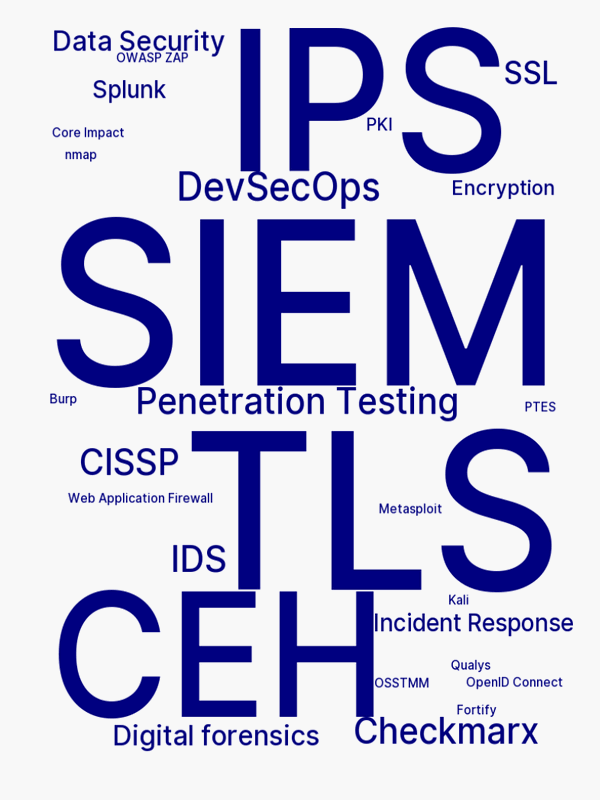 Data Security
OWASP ZAP
IPS
SSL
Splunk
PKI
Core Impact
nmap
DevSecOps
Encryption
SIEM
Burp
Penetration Testing
PTES
CISSP
TLS
Web Application Firewall
Metasploit
IDS
CEH
Kali
Incident Response
Qualys
OSSTMM
OpenID Connect
Fortify
Digital forensics
Checkmarx